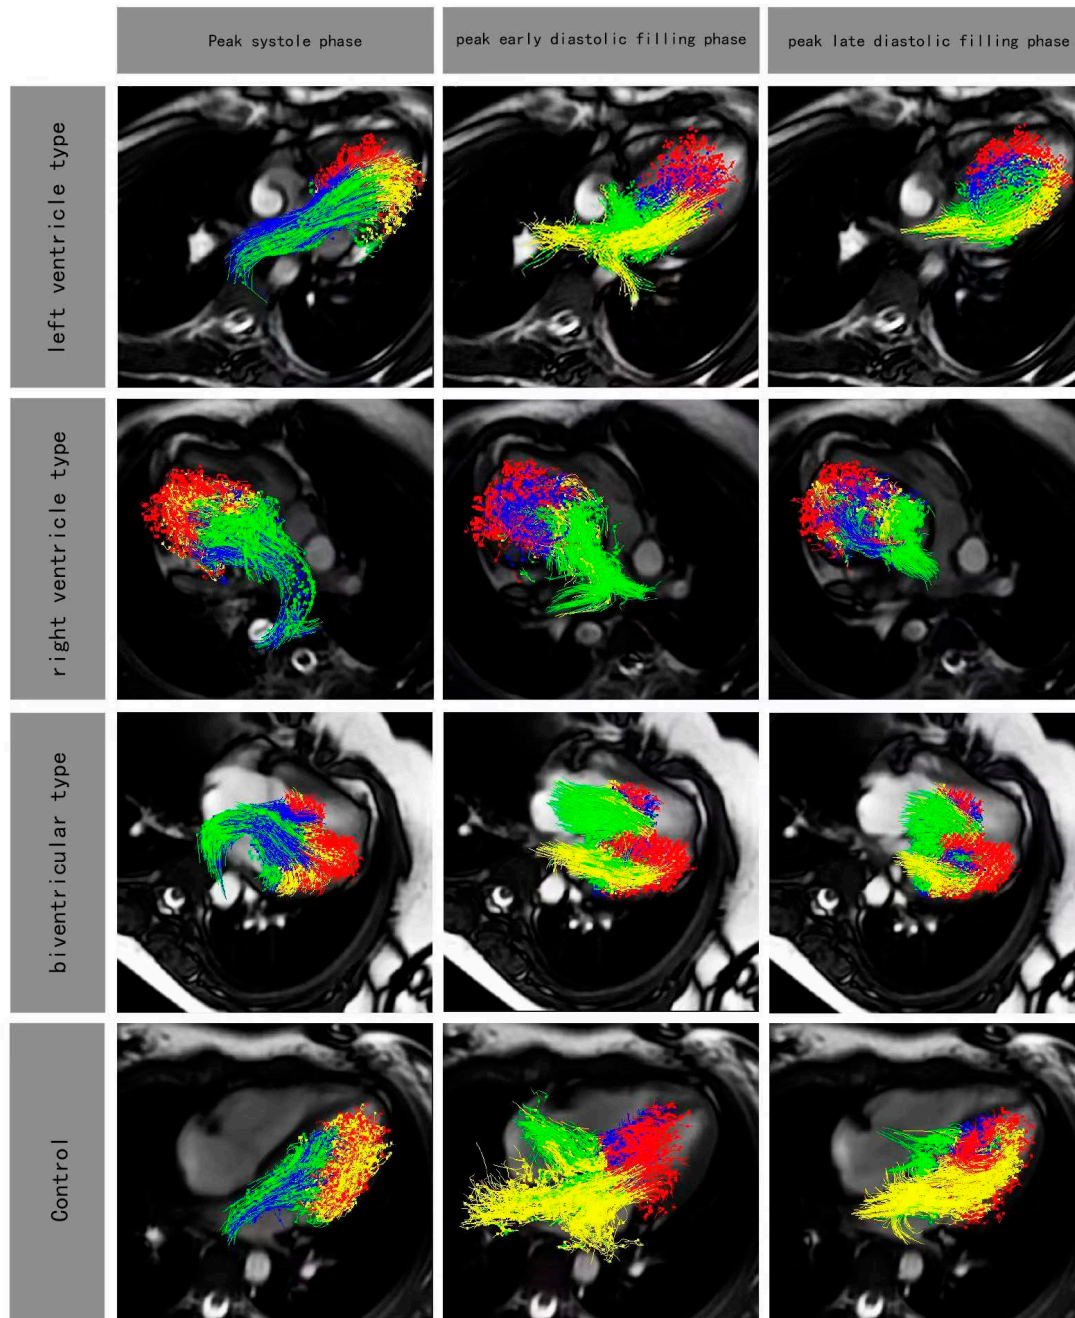 Peak systole phase
peak early diastolic filling phase
peak late diastolic filling phase
left ventricle type
right ventricle type
biventricular type
Control